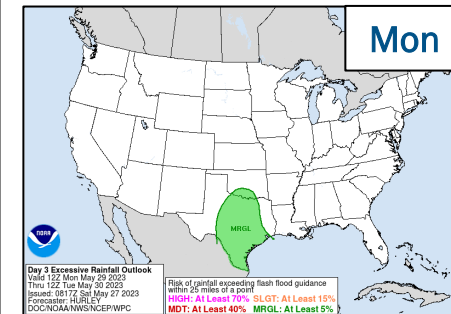 Mon
MRGL
NOAA
Day 3 Excessive Rainfall Outlook
Valid 12Z Mon May 29 2023
Thru 12Z Tue May 30 2023
Issued: 0817Z Sat May 27 2023
Forecaster: HURLEY
DOC/NOAA/NWS/NCEP/WPC
Risk of rainfall exceeding flash flood guidance
within 25 miles of a point
HIGH: At Least 70% SLGT: At Least 15%
MDT: At Least 40% MRGL: At Least 5%